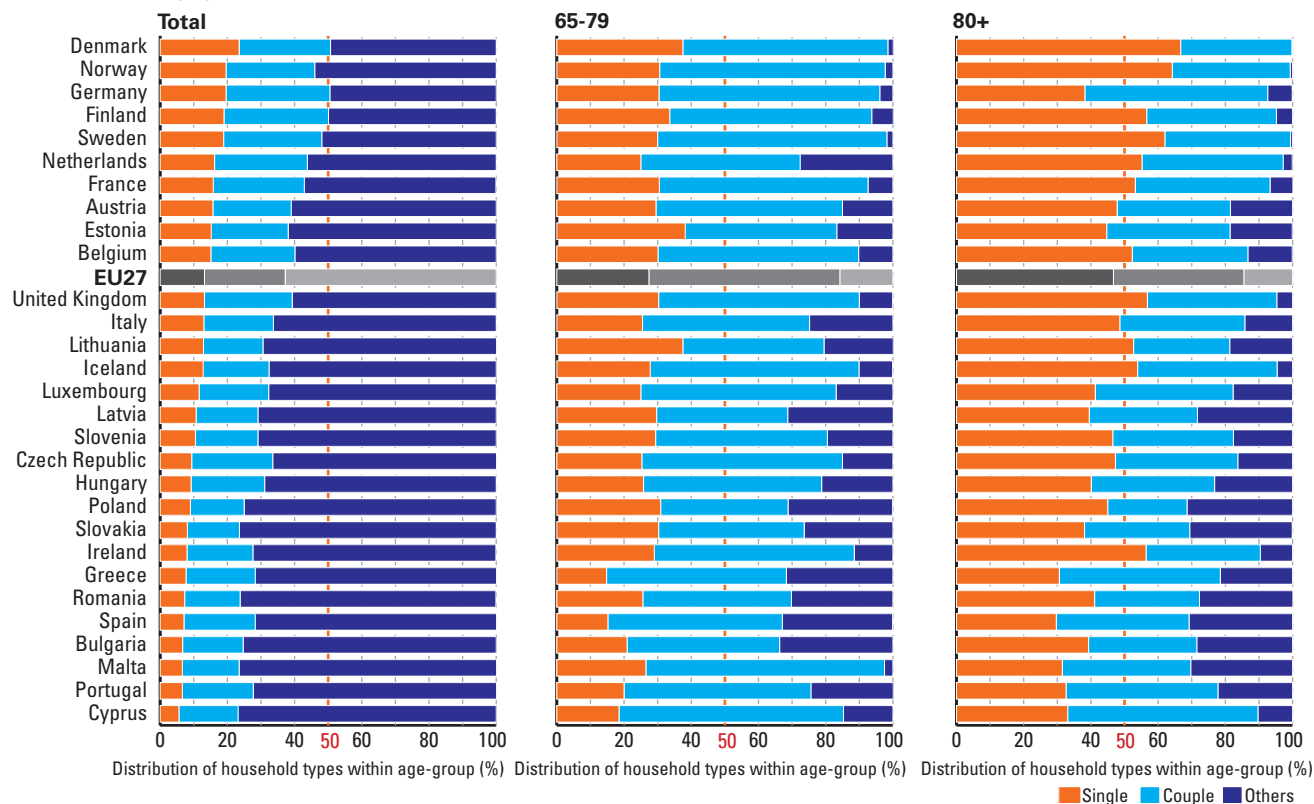 Total 65-79 80+
Denmark
Norway
Germany
Finland
Sweden
Netherlands
France
Austria
Estonia
Belgium
EU27
United Kingdom
Italy
Lithuania
Iceland
Luxembourg
Latvia
Slovenia
Czech Republic
Hungary
Poland
Slovakia
Ireland
Greece
Romania
Spain
Bulgaria
Malta
Portugal
Cyprus
0 20 40 50 60 80 100 0 20 40 50 60 80 100 0 20 40 50 60 80 100
Distribution of household types within age-group (%) Distribution of household types within age-group (%) Distribution of household types within age-group (%)
Single Couple Others